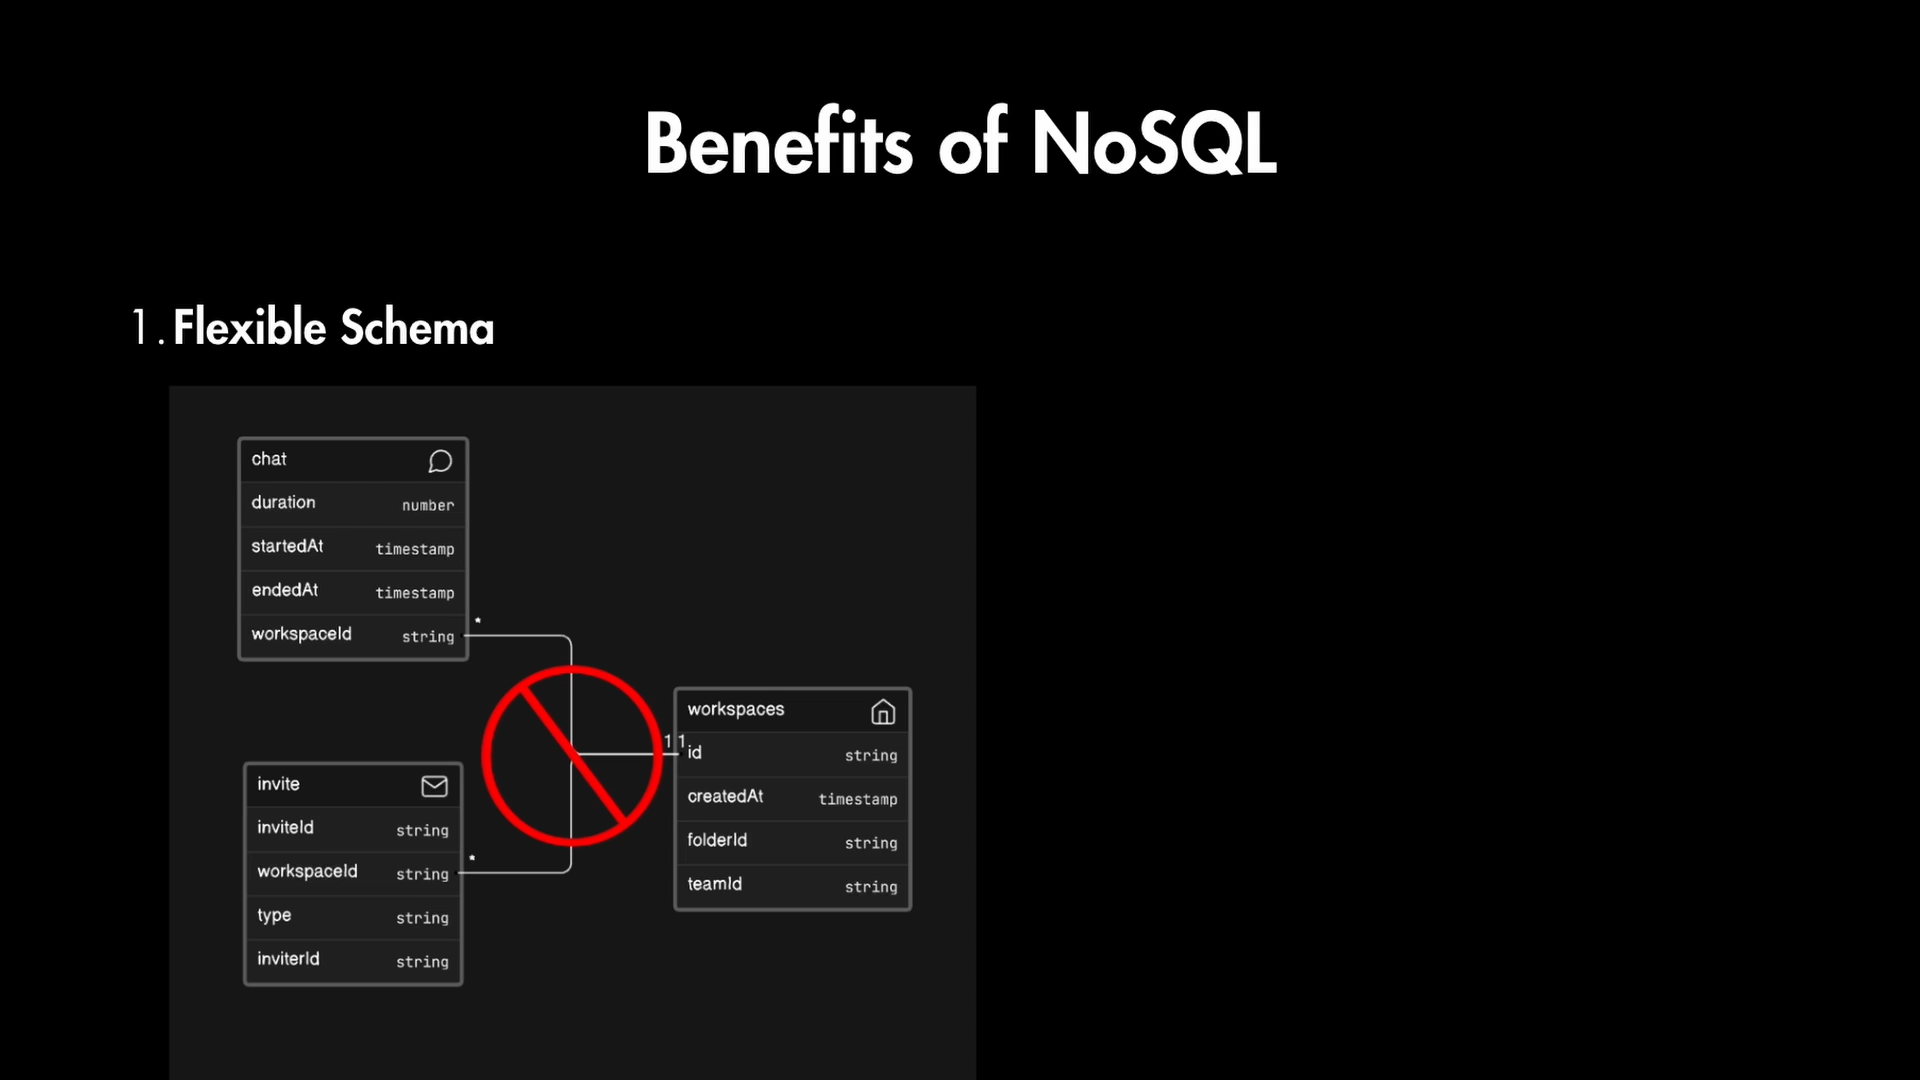 Benefits of NoSQL
1. Flexible Schema
chat
duration number
startedAt timestamp
endedAt timestamp
workspaceId string
*
invite
inviteId string
workspaceId string
*
type string
inviterId string
workspaces
1 1
id string
createdAt timestamp
folderId string
teamId string